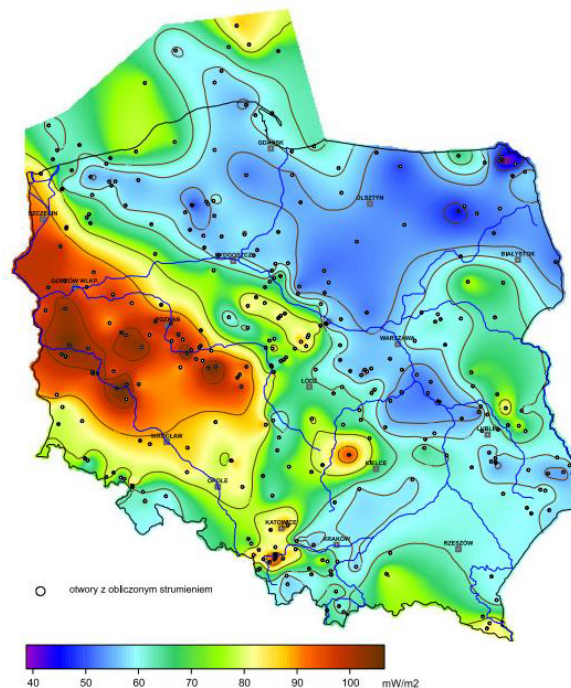 GDAŃSK
OLSZTYN
SZCZECIN
BYDGOSZCZ
BIAŁYSTOK
GORZÓW WLKP.
POZNAŃ
WARSZAWA
ŁÓDŹ
LUBLIN
WROCŁAW
KIELCE
OPOLE
KATOWICE
KRAKÓW
RZESZÓW
otwory z obliczonym strumieniem
40 50 60 70 80 90 100 mW/m2